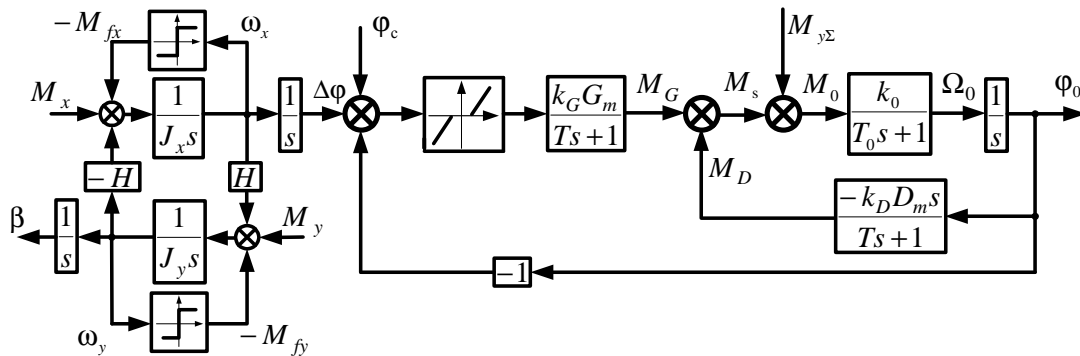 −M_fx
ω_x
φ_c
M_yΣ
M_x
1
J_x s
1
s
Δφ
k_G G_m
Ts+1
M_G
M_s
M_0
k_0
T_0 s+1
Ω_0
1
s
φ_0
−H
H
M_D
−k_D D_m s
Ts+1
β
1
s
1
J_y s
M_y
−1
ω_y
−M_fy